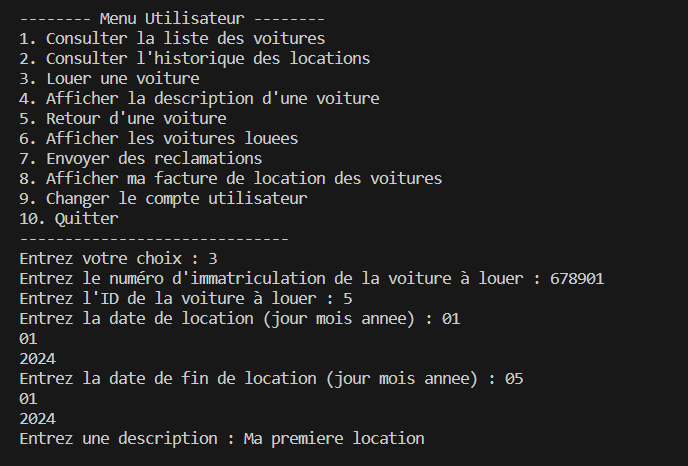 -------- Menu Utilisateur --------
1. Consulter la liste des voitures
2. Consulter l'historique des locations
3. Louer une voiture
4. Afficher la description d'une voiture
5. Retour d'une voiture
6. Afficher les voitures louees
7. Envoyer des reclamations
8. Afficher ma facture de location des voitures
9. Changer le compte utilisateur
10. Quitter
------------------------------
Entrez votre choix : 3
Entrez le numéro d'immatriculation de la voiture à louer : 678901
Entrez l'ID de la voiture à louer : 5
Entrez la date de location (jour mois annee) : 01
01
2024
Entrez la date de fin de location (jour mois annee) : 05
01
2024
Entrez une description : Ma premiere location